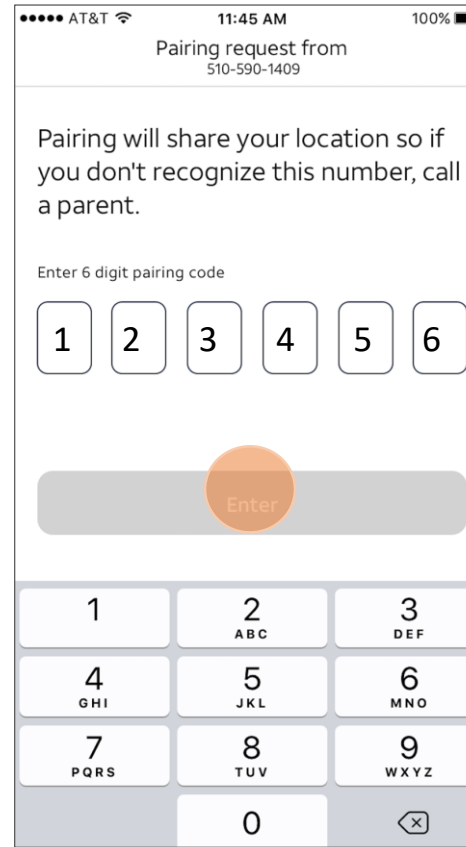 AT&T 11:45 AM 100%
Pairing request from
510-590-1409
Pairing will share your location so if
you don't recognize this number, call
a parent.
Enter 6 digit pairing code
1 2 3 4 5 6
Enter
1 2 3
ABC DEF
4 5 6
GHI JKL MNO
7 8 9
PQRS TUV WXYZ
0